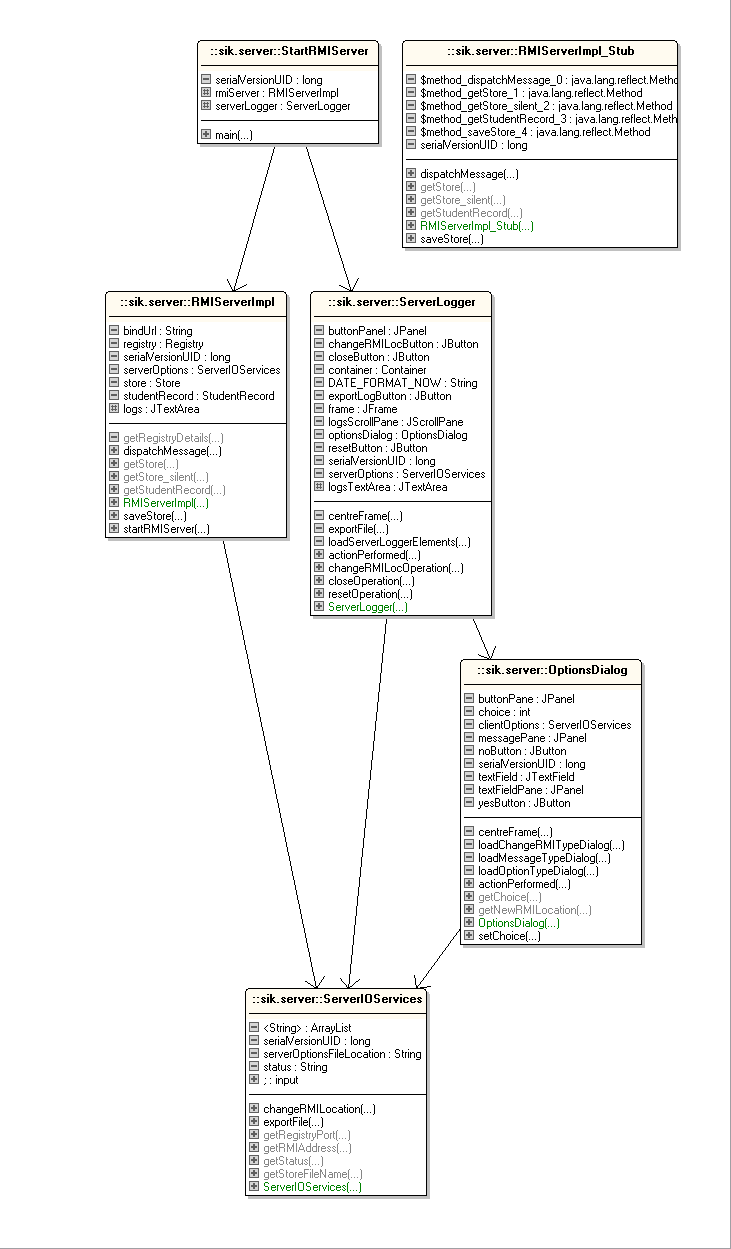 ::sik.server::StartRMIServer
serialVersionUID : long
rmiServer : RMIServerImpl
serverLogger : ServerLogger
main(...)
::sik.server::RMIServerImpl_Stub
$method_dispatchMessage_0 : java.lang.reflect.Methc
$method_getStore_1 : java.lang.reflect.Method
$method_getStore_silent_2 : java.lang.reflect.Method
$method_getStudentRecord_3 : java.lang.reflect.Meth
$method_saveStore_4 : java.lang.reflect.Method
serialVersionUID : long
dispatchMessage(...)
getStore(...)
getStore_silent(...)
getStudentRecord(...)
RMIServerImpl_Stub(...)
saveStore(...)
::sik.server::RMIServerImpl
bindUrl : String
registry : Registry
serialVersionUID : long
serverOptions : ServerIOServices
store : Store
studentRecord : StudentRecord
logs : JTextArea
getRegistryDetails(...)
dispatchMessage(...)
getStore(...)
getStore_silent(...)
getStudentRecord(...)
RMIServerImpl(...)
saveStore(...)
startRMIServer(...)
::sik.server::ServerLogger
buttonPanel : JPanel
changeRMILocButton : JButton
closeButton : JButton
container : Container
DATE_FORMAT_NOW : String
exportLogButton : JButton
frame : JFrame
logsScrollPane : JScrollPane
optionsDialog : OptionsDialog
resetButton : JButton
serialVersionUID : long
serverOptions : ServerIOServices
logsTextArea : JTextArea
centreFrame(...)
exportFile(...)
loadServerLoggerElements(...)
actionPerformed(...)
changeRMILocOperation(...)
closeOperation(...)
resetOperation(...)
ServerLogger(...)
::sik.server::OptionsDialog
buttonPane : JPanel
choice : int
clientOptions : ServerIOServices
messagePane : JPanel
noButton : JButton
serialVersionUID : long
textField : JTextField
textFieldPane : JPanel
yesButton : JButton
centreFrame(...)
loadChangeRMITypeDialog(...)
loadMessageTypeDialog(...)
loadOptionTypeDialog(...)
actionPerformed(...)
getChoice(...)
getNewRMILocation(...)
OptionsDialog(...)
setChoice(...)
::sik.server::ServerIOServices
<String> : ArrayList
serialVersionUID : long
serverOptionsFileLocation : String
status : String
; : input
changeRMILocation(...)
exportFile(...)
getRegistryPort(...)
getRMIAddress(...)
getStatus(...)
getStoreFileName(...)
ServerIOServices(...)